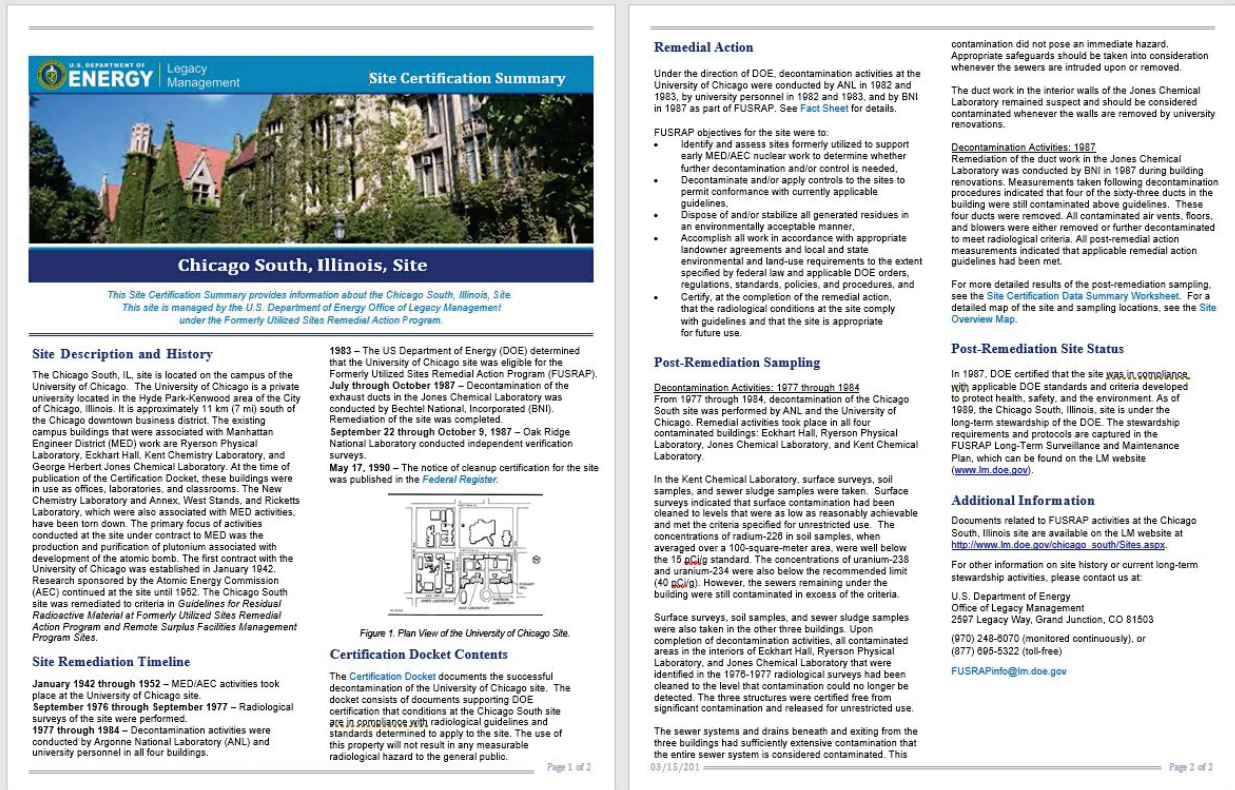 U.S. DEPARTMENT OF
ENERGY
Legacy
Management
Site Certification Summary
Chicago South, Illinois, Site
This Site Certification Summary provides information about the Chicago South, Illinois, Site.
This site is managed by the U.S. Department of Energy Office of Legacy Management
under the Formerly Utilized Sites Remedial Action Program.
Site Description and History
The Chicago South, IL, site is located on the campus of the
University of Chicago. The University of Chicago is a private
university located in the Hyde Park-Kenwood area of the City
of Chicago, Illinois. It is approximately 11 km (7 mi) south of
the Chicago downtown business district. The existing
campus buildings that were associated with Manhattan
Engineer District (MED) work are Ryerson Physical
Laboratory, Eckhart Hall, Kent Chemistry Laboratory, and
George Herbert Jones Chemical Laboratory. At the time of
publication of the Certification Docket, these buildings were
in use as offices, laboratories, and classrooms. The New
Chemistry Laboratory and Annex, West Stands, and Ricketts
Laboratory, which were also associated with MED activities,
have been torn down. The primary focus of activities
conducted at the site under contract to MED was the
production and purification of plutonium associated with
development of the atomic bomb. The first contract with the
University of Chicago was established in January 1942.
Research sponsored by the Atomic Energy Commission
(AEC) continued at the site until 1952. The Chicago South
site was remediated to criteria in Guidelines for Residual
Radioactive Material at Formerly Utilized Sites Remedial
Action Program and Remote Surplus Facilities Management
Program Sites.
Site Remediation Timeline
January 1942 through 1952 – MED/AEC activities took
place at the University of Chicago site.
September 1976 through September 1977 – Radiological
surveys of the site were performed.
1977 through 1984 – Decontamination activities were
conducted by Argonne National Laboratory (ANL) and
university personnel in all four buildings.
1983 – The US Department of Energy (DOE) determined
that the University of Chicago site was eligible for the
Formerly Utilized Sites Remedial Action Program (FUSRAP).
July through October 1987 – Decontamination of the
exhaust ducts in the Jones Chemical Laboratory was
conducted by Bechtel National, Incorporated (BNI).
Remediation of the site was completed.
September 22 through October 9, 1987 – Oak Ridge
National Laboratory conducted independent verification
surveys.
May 17, 1990 – The notice of cleanup certification for the site
was published in the Federal Register.
Figure 1. Plan View of the University of Chicago Site.
Certification Docket Contents
The Certification Docket documents the successful
decontamination of the University of Chicago site. The
docket consists of documents supporting DOE
certification that conditions at the Chicago South site
are in compliance with radiological guidelines and
standards determined to apply to the site. The use of
this property will not result in any measurable
radiological hazard to the general public.
Page 1 of 2
Remedial Action
Under the direction of DOE, decontamination activities at the
University of Chicago were conducted by ANL in 1982 and
1983, by university personnel in 1982 and 1983, and by BNI
in 1987 as part of FUSRAP. See Fact Sheet for details.
FUSRAP objectives for the site were to:
• Identify and assess sites formerly utilized to support
early MED/AEC nuclear work to determine whether
further decontamination and/or control is needed,
• Decontaminate and/or apply controls to the sites to
permit conformance with currently applicable
guidelines,
• Dispose of and/or stabilize all generated residues in
an environmentally acceptable manner,
• Accomplish all work in accordance with appropriate
landowner agreements and local and state
environmental and land-use requirements to the extent
specified by federal law and applicable DOE orders,
regulations, standards, policies, and procedures, and
• Certify, at the completion of the remedial action,
that the radiological conditions at the site comply
with guidelines and that the site is appropriate
for future use.
Post-Remediation Sampling
Decontamination Activities: 1977 through 1984
From 1977 through 1984, decontamination of the Chicago
South site was performed by ANL and the University of
Chicago. Remedial activities took place in all four
contaminated buildings: Eckhart Hall, Ryerson Physical
Laboratory, Jones Chemical Laboratory, and Kent Chemical
Laboratory.
In the Kent Chemical Laboratory, surface surveys, soil
samples, and sewer sludge samples were taken. Surface
surveys indicated that surface contamination had been
cleaned to levels that were as low as reasonably achievable
and met the criteria specified for unrestricted use. The
concentrations of radium-226 in soil samples, when
averaged over a 100-square-meter area, were well below
the 15 pCi/g standard. The concentrations of uranium-238
and uranium-234 were also below the recommended limit
(40 pCi/g). However, the sewers remaining under the
building were still contaminated in excess of the criteria.
Surface surveys, soil samples, and sewer sludge samples
were also taken in the other three buildings. Upon
completion of decontamination activities, all contaminated
areas in the interiors of Eckhart Hall, Ryerson Physical
Laboratory, and Jones Chemical Laboratory that were
identified in the 1976-1977 radiological surveys had been
cleaned to the level that contamination could no longer be
detected. The three structures were certified free from
significant contamination and released for unrestricted use.
The sewer systems and drains beneath and exiting from the
three buildings had sufficiently extensive contamination that
the entire sewer system is considered contaminated. This
contamination did not pose an immediate hazard.
Appropriate safeguards should be taken into consideration
whenever the sewers are intruded upon or removed.
The duct work in the interior walls of the Jones Chemical
Laboratory remained suspect and should be considered
contaminated whenever the walls are removed by university
renovations.
Decontamination Activities: 1987
Remediation of the duct work in the Jones Chemical
Laboratory was conducted by BNI in 1987 during building
renovations. Measurements taken following decontamination
procedures indicated that four of the sixty-three ducts in the
building were still contaminated above guidelines. These
four ducts were removed. All contaminated air vents, floors,
and blowers were either removed or further decontaminated
to meet radiological criteria. All post-remedial action
measurements indicated that applicable remedial action
guidelines had been met.
For more detailed results of the post-remediation sampling,
see the Site Certification Data Summary Worksheet. For a
detailed map of the site and sampling locations, see the Site
Overview Map.
Post-Remediation Site Status
In 1987, DOE certified that the site was in compliance
with applicable DOE standards and criteria developed
to protect health, safety, and the environment. As of
1989, the Chicago South, Illinois, site is under the
long-term stewardship of the DOE. The stewardship
requirements and protocols are captured in the
FUSRAP Long-Term Surveillance and Maintenance
Plan, which can be found on the LM website
(www.lm.doe.gov).
Additional Information
Documents related to FUSRAP activities at the Chicago
South, Illinois site are available on the LM website at
http://www.lm.doe.gov/chicago_south/Sites.aspx.
For other information on site history or current long-term
stewardship activities, please contact us at:
U.S. Department of Energy
Office of Legacy Management
2597 Legacy Way, Grand Junction, CO 81503
(970) 248-6070 (monitored continuously), or
(877) 695-5322 (toll-free)
FUSRAPinfo@lm.doe.gov
03/15/201
Page 2 of 2